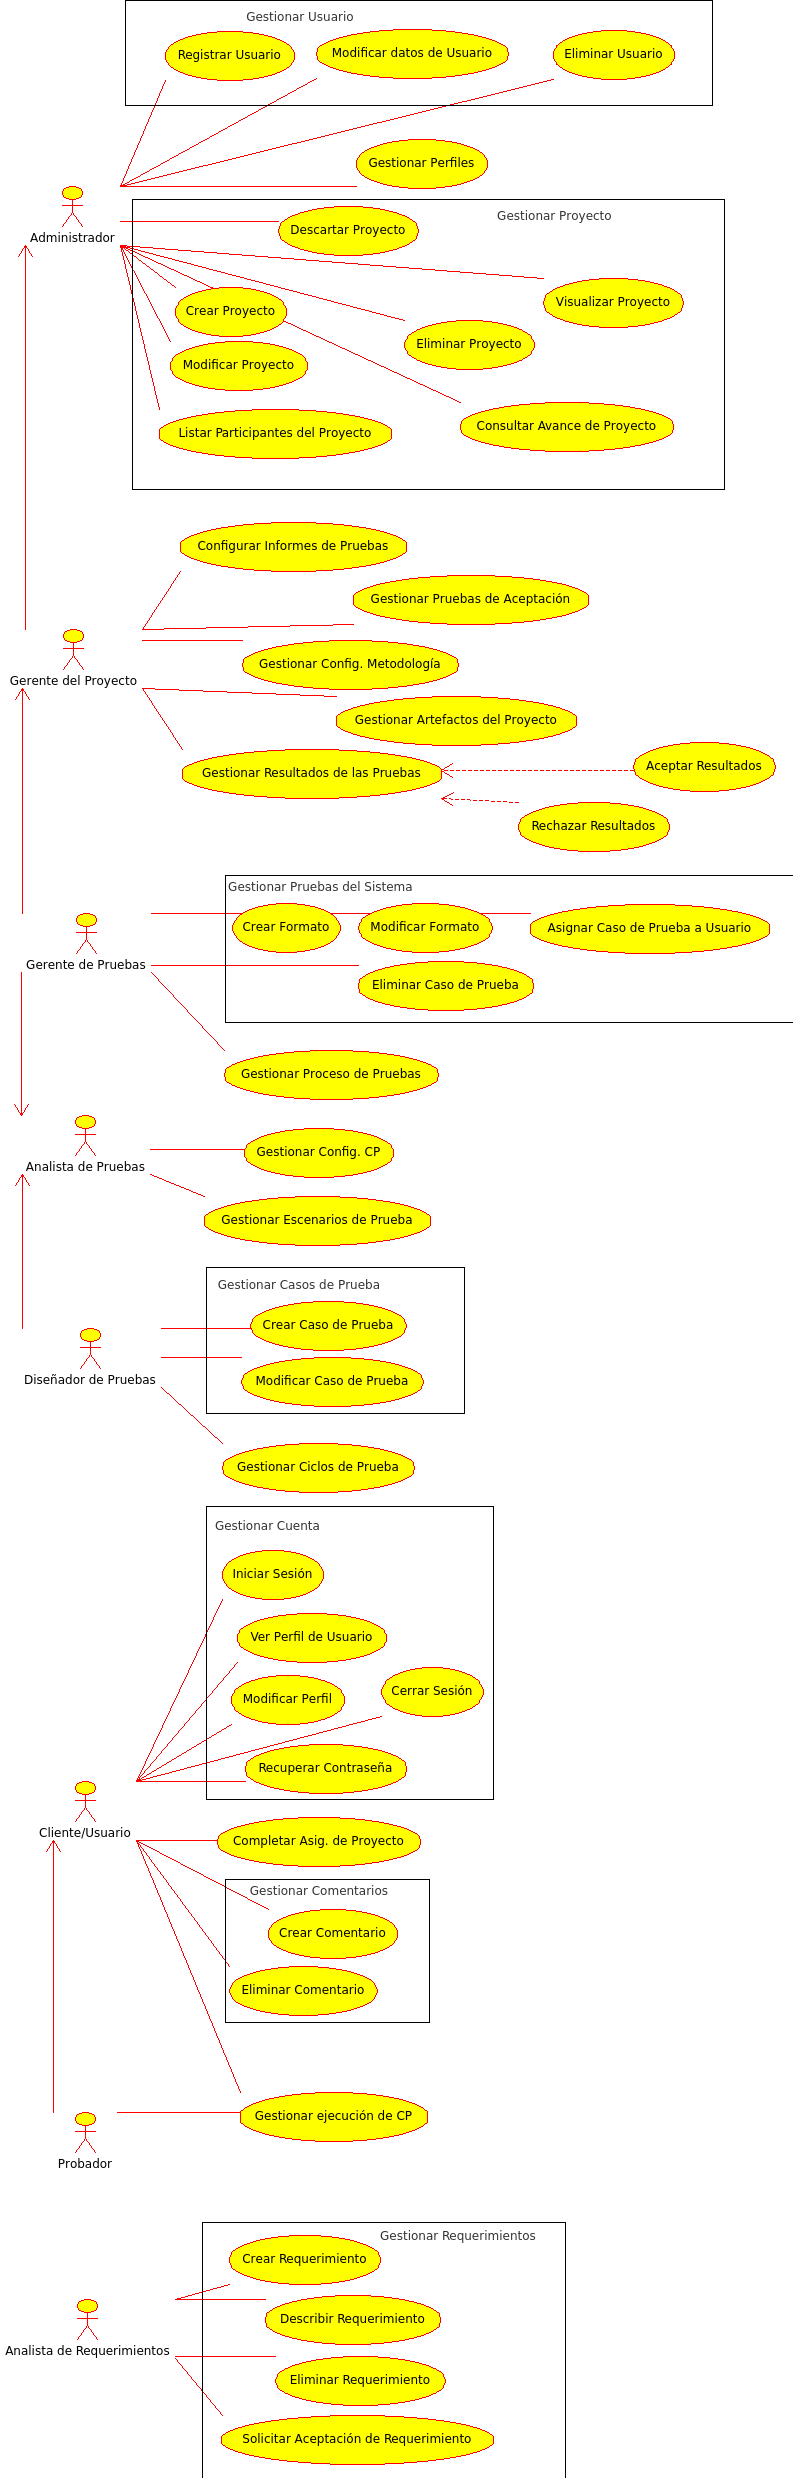 Gestionar Usuario
Registrar Usuario
Modificar datos de Usuario
Eliminar Usuario
Gestionar Perfiles
Administrador
Gestionar Proyecto
Descartar Proyecto
Visualizar Proyecto
Crear Proyecto
Eliminar Proyecto
Modificar Proyecto
Listar Participantes del Proyecto
Consultar Avance de Proyecto
Configurar Informes de Pruebas
Gestionar Pruebas de Aceptación
Gestionar Config. Metodología
Gerente del Proyecto
Gestionar Artefactos del Proyecto
Gestionar Resultados de las Pruebas
Aceptar Resultados
Rechazar Resultados
Gestionar Pruebas del Sistema
Crear Formato
Modificar Formato
Asignar Caso de Prueba a Usuario
Gerente de Pruebas
Eliminar Caso de Prueba
Gestionar Proceso de Pruebas
Gestionar Config. CP
Analista de Pruebas
Gestionar Escenarios de Prueba
Gestionar Casos de Prueba
Crear Caso de Prueba
Diseñador de Pruebas
Modificar Caso de Prueba
Gestionar Ciclos de Prueba
Gestionar Cuenta
Iniciar Sesión
Ver Perfil de Usuario
Cerrar Sesión
Modificar Perfil
Recuperar Contraseña
Cliente/Usuario
Completar Asig. de Proyecto
Gestionar Comentarios
Crear Comentario
Eliminar Comentario
Gestionar ejecución de CP
Probador
Gestionar Requerimientos
Crear Requerimiento
Describir Requerimiento
Analista de Requerimientos
Eliminar Requerimiento
Solicitar Aceptación de Requerimiento